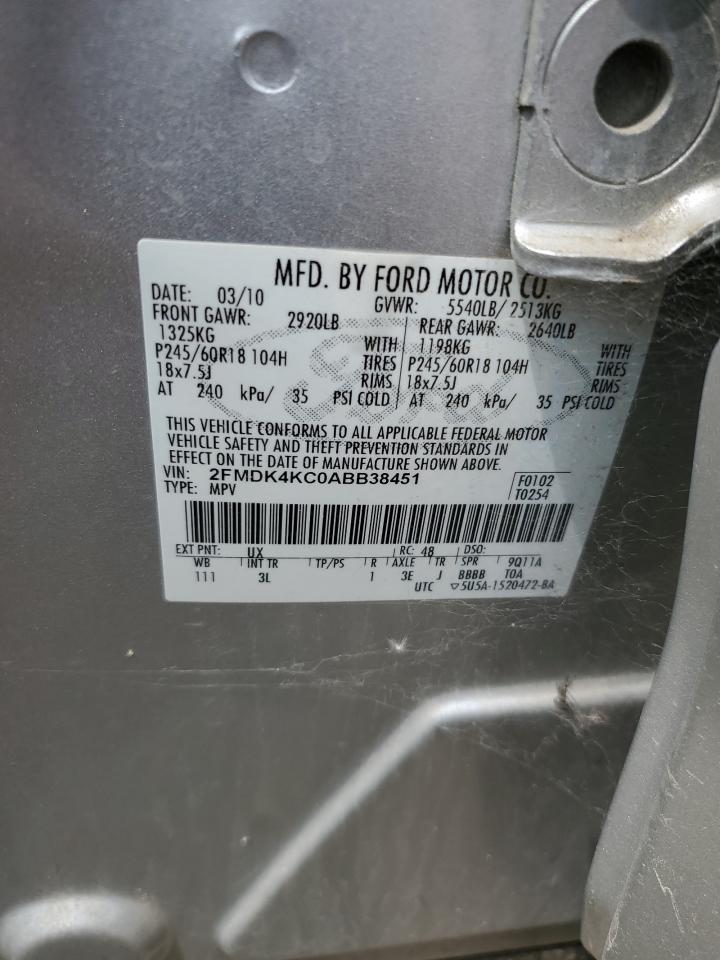 MFD. BY FORD MOTOR CO.
DATE: 03/10 GVWR: 5540LB/ 2513KG
FRONT GAWR: 2920LB REAR GAWR: 2640LB
1325KG WITH 1198KG WITH
P245/60R18 104H TIRES P245/60R18 104H TIRES
18x7.5J RIMS 18x7.5J RIMS
AT 240 kPa/ 35 PSI COLD AT 240 kPa/ 35 PSI COLD
Ford
THIS VEHICLE CONFORMS TO ALL APPLICABLE FEDERAL MOTOR
VEHICLE SAFETY AND THEFT PREVENTION STANDARDS IN
EFFECT ON THE DATE OF MANUFACTURE SHOWN ABOVE.
VIN: 2FMDK4KC0ABB38451 F0102
TYPE: MPV T0254
EXT PNT: UX RC: 48 DSO:
WB INT TR TP/PS R AXLE TR SPR 9Q11A
111 3L 1 3E J BBBB TOA
UTC ▽5U5A-1520472-BA